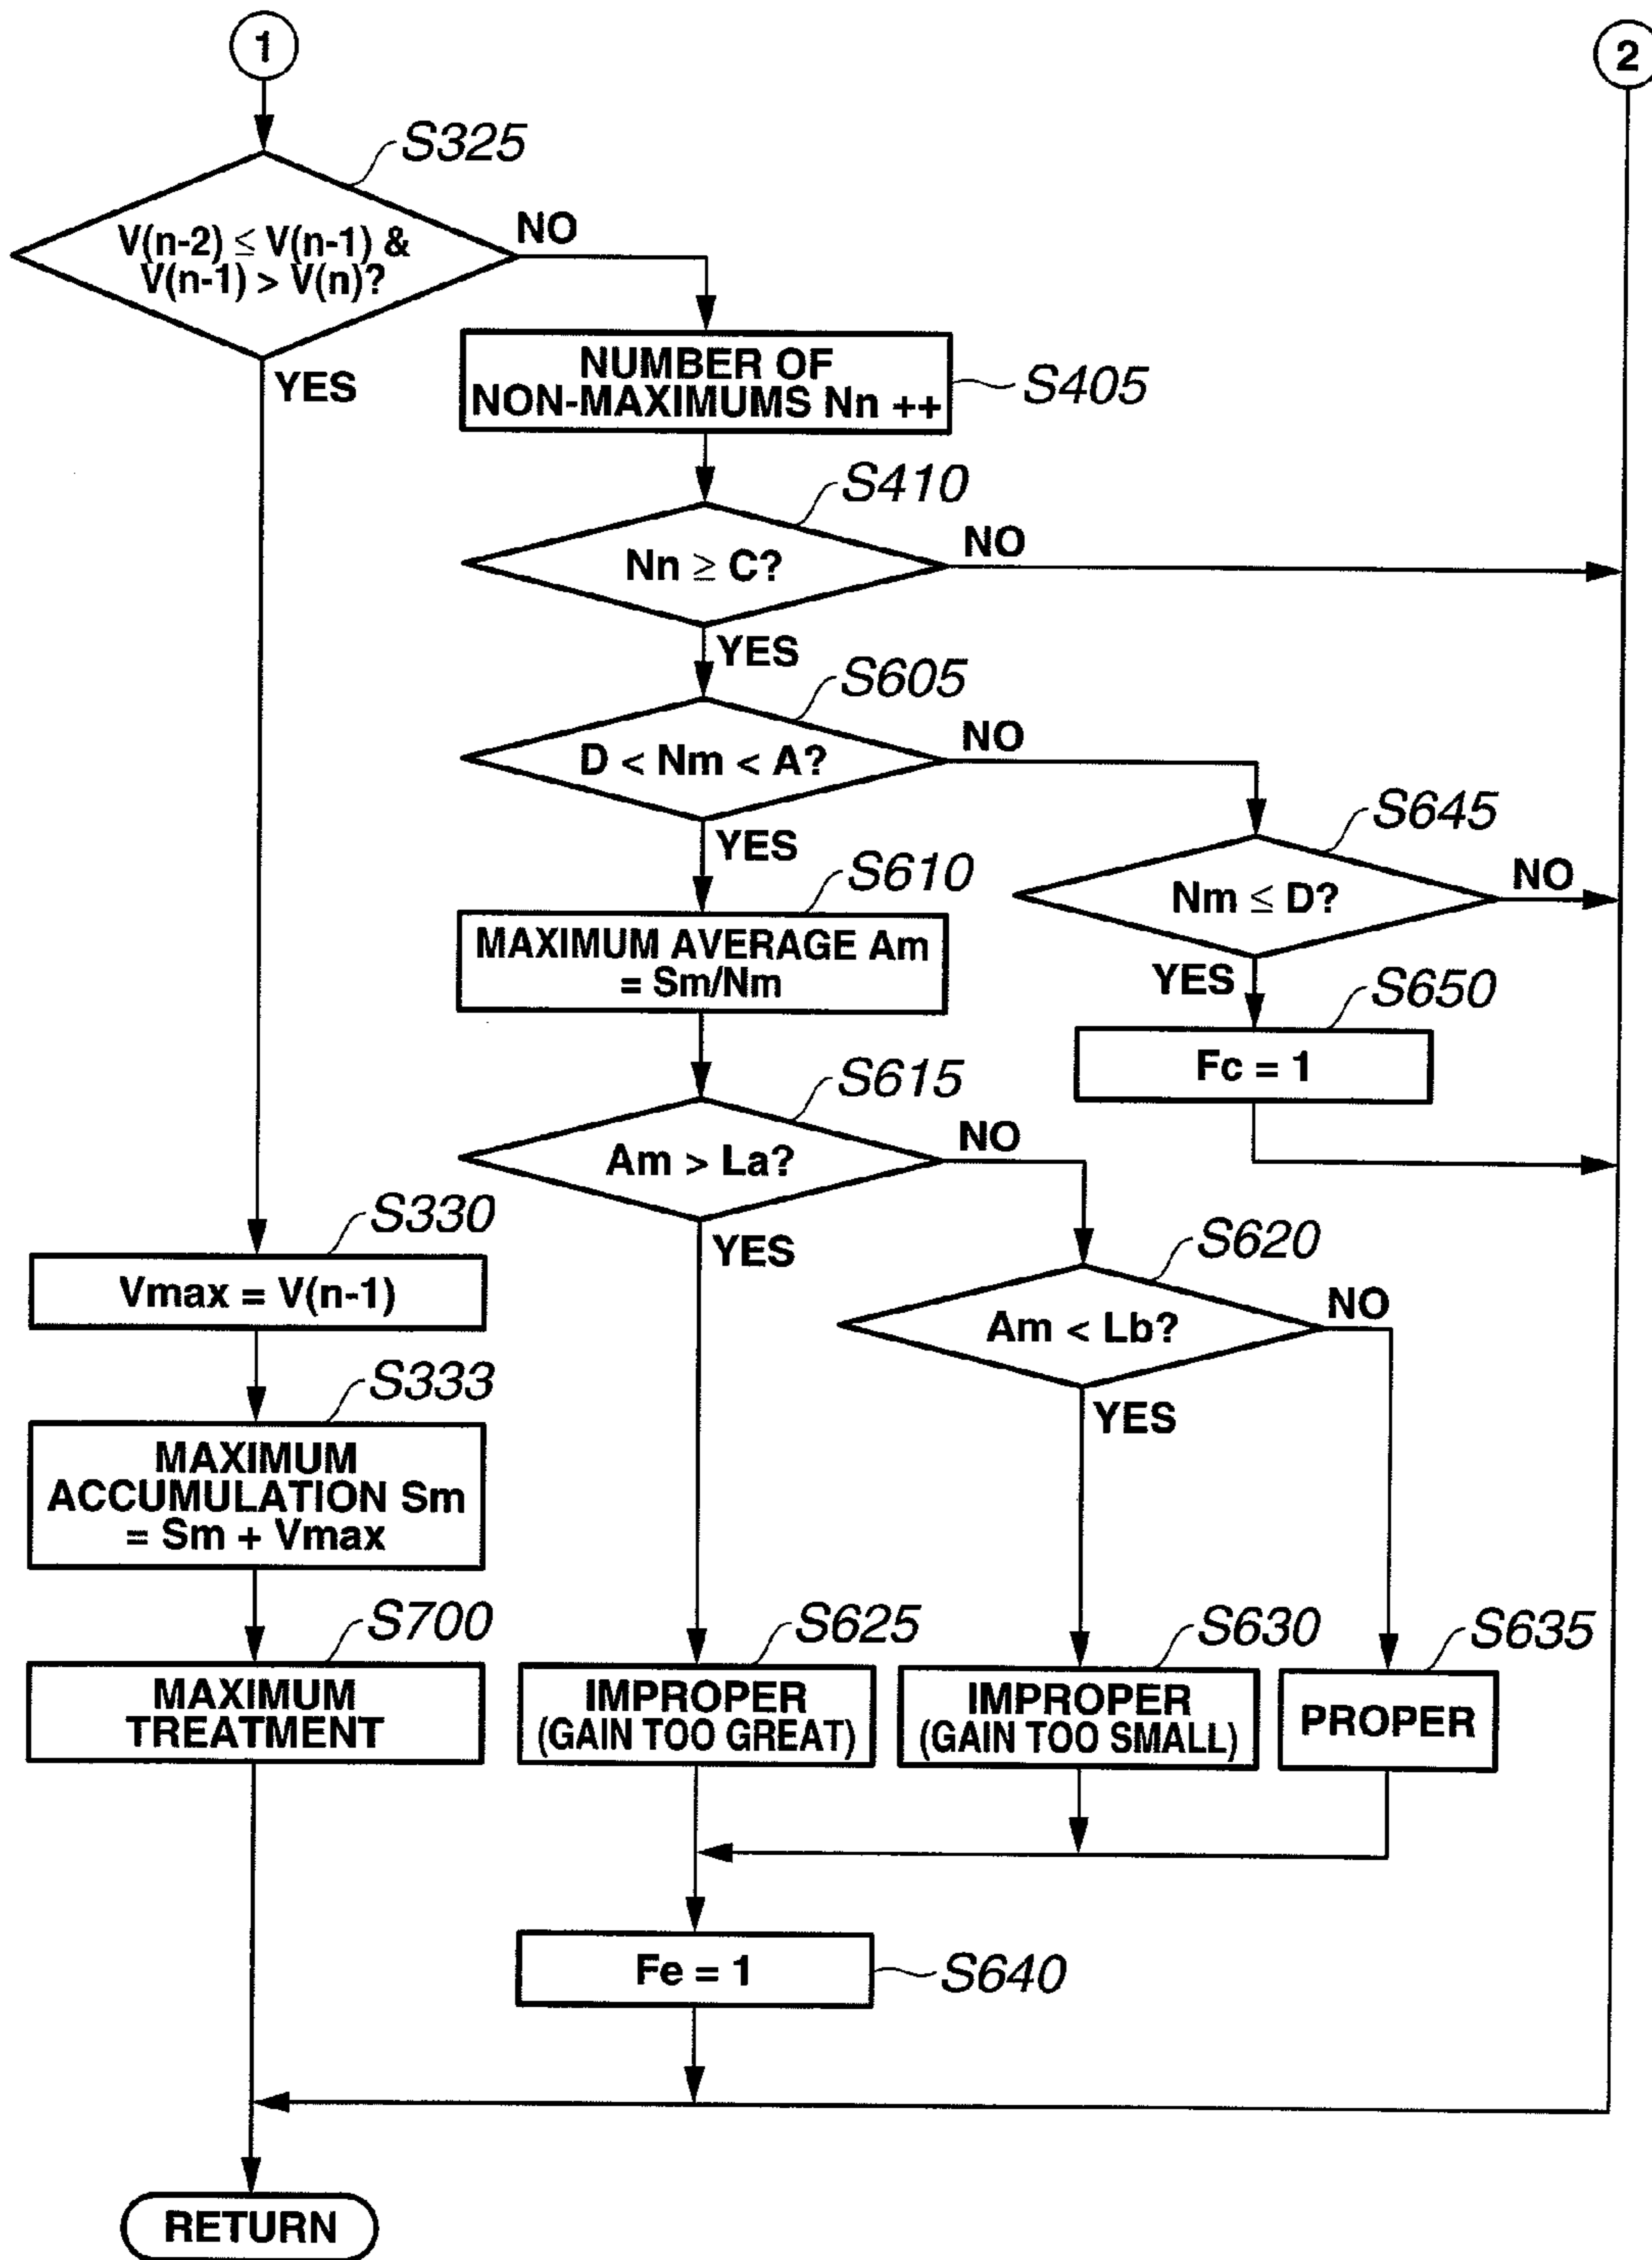 1
2
S325
V(n-2) ≤ V(n-1) &
V(n-1) > V(n)?
NO
YES
NUMBER OF
NON-MAXIMUMS Nn ++
S405
S410
Nn ≥ C?
NO
YES
S605
D < Nm < A?
NO
YES
S645
Nm ≤ D?
NO
YES
S610
MAXIMUM AVERAGE Am
= Sm/Nm
S650
Fc = 1
S615
Am > La?
NO
YES
S620
Am < Lb?
NO
YES
S330
Vmax = V(n-1)
S333
MAXIMUM
ACCUMULATION Sm
= Sm + Vmax
S700
MAXIMUM
TREATMENT
S625
IMPROPER
(GAIN TOO GREAT)
S630
IMPROPER
(GAIN TOO SMALL)
S635
PROPER
Fe = 1
S640
RETURN